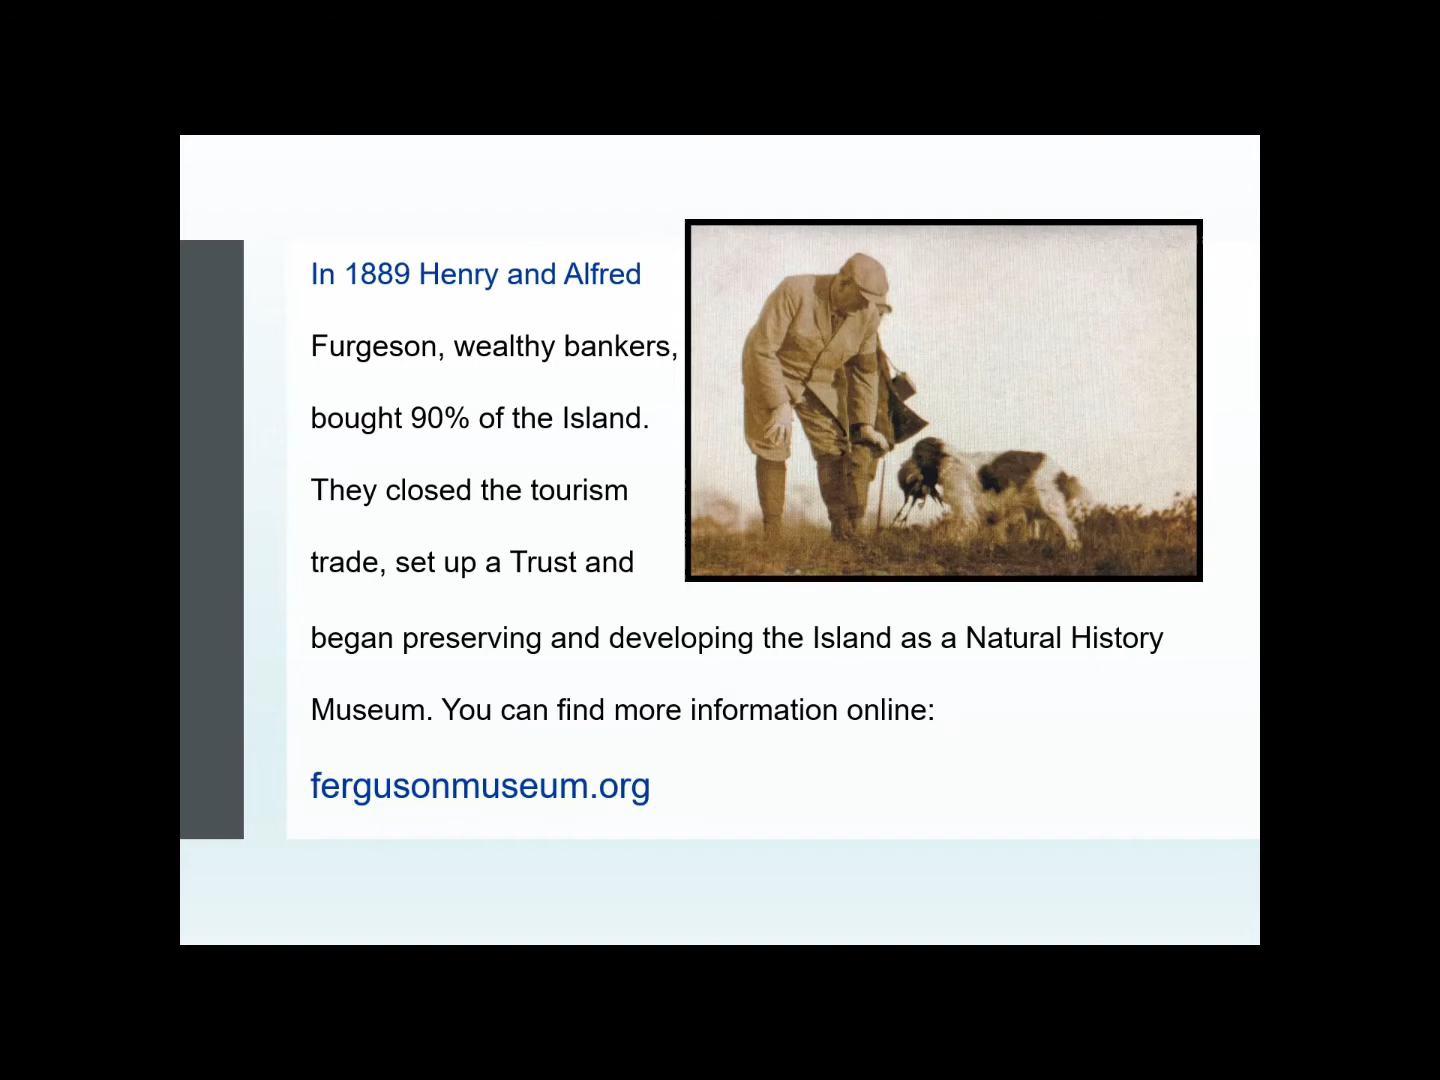 In 1889 Henry and Alfred
Furgeson, wealthy bankers,
bought 90% of the Island.
They closed the tourism
trade, set up a Trust and
began preserving and developing the Island as a Natural History
Museum. You can find more information online:
fergusonmuseum.org